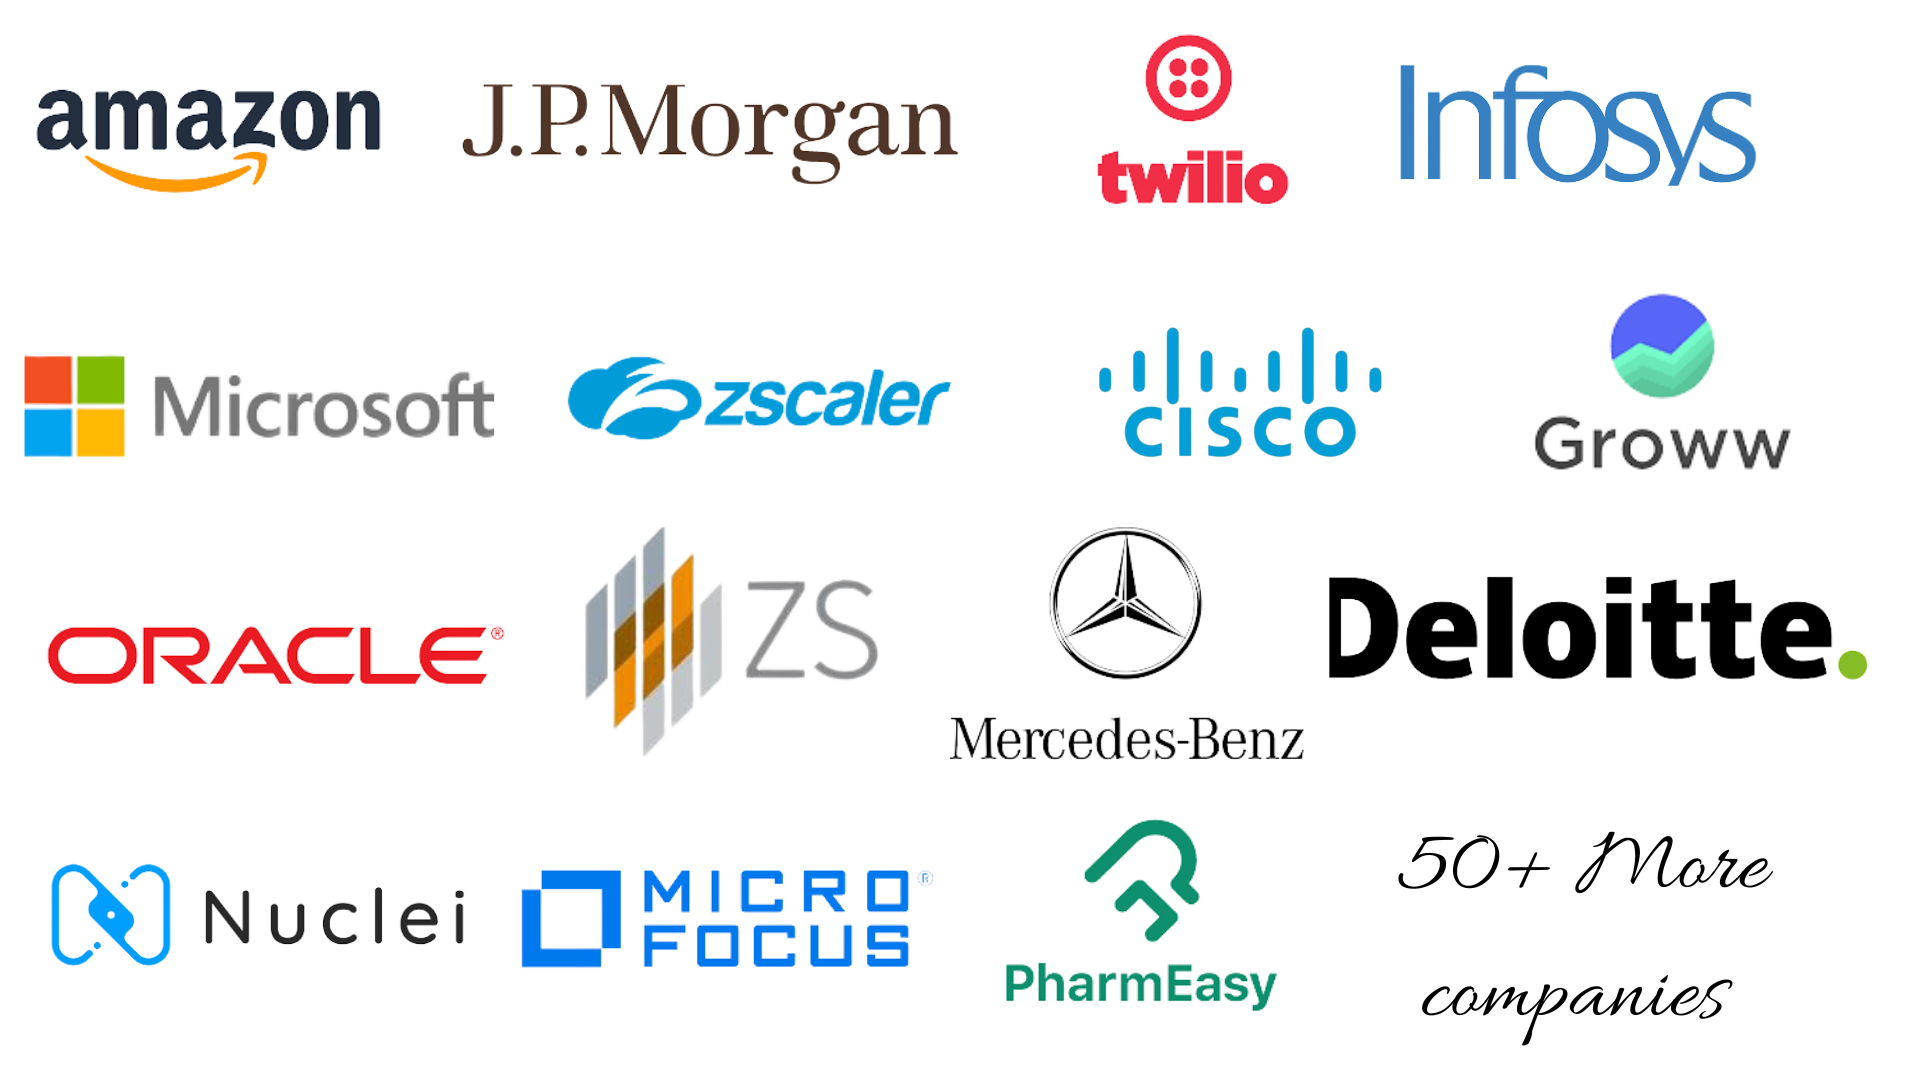 amazon
J.P.Morgan
twilio
Infosys
Microsoft
zscaler
CISCO
Groww
ORACLE®
ZS
Mercedes-Benz
Deloitte.
Nuclei
MICRO
FOCUS®
PharmEasy
50+ More
companies